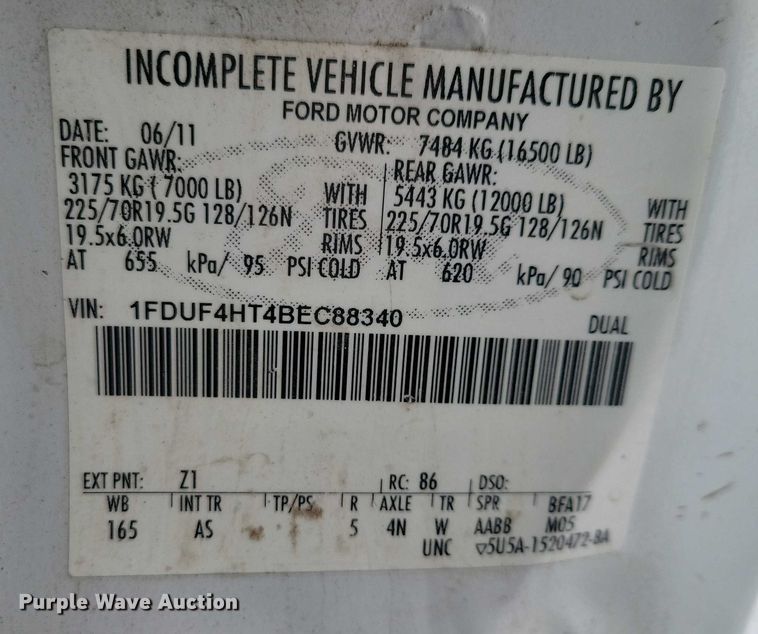 INCOMPLETE VEHICLE MANUFACTURED BY
FORD MOTOR COMPANY
DATE: 06/11 GVWR: 7484 KG (16500 LB)
FRONT GAWR: REAR GAWR:
3175 KG ( 7000 LB) WITH 5443 KG (12000 LB) WITH
225/70R19.5G 128/126N TIRES 225/70R19.5G 128/126N TIRES
19.5x6.0RW RIMS 19.5x6.0RW RIMS
AT 655 kPa/ 95 PSI COLD AT 620 kPa/ 90 PSI COLD
VIN: 1FDUF4HT4BEC88340
DUAL
EXT PNT: Z1 RC: 86 DSO:
WB INT TR TP/PS R AXLE TR SPR BFA17
165 AS 5 4N W AABB M05
UNC 5U5A-1520472-BA
Purple Wave Auction